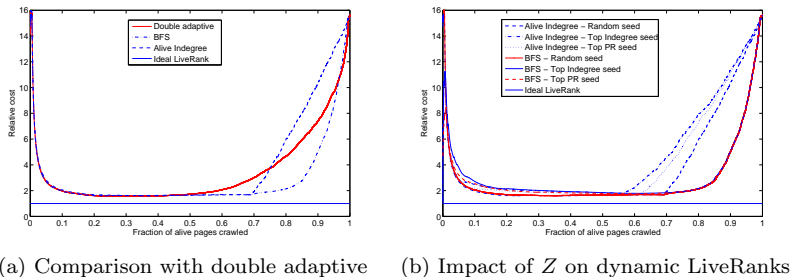 Double adaptive
BFS
Alive Indegree
Ideal LiveRank
Relative cost
16
14
12
10
8
6
4
2
0
0 0.1 0.2 0.3 0.4 0.5 0.6 0.7 0.8 0.9 1
Fraction of alive pages crawled
(a) Comparison with double adaptive
Alive Indegree − Random seed
Alive Indegree − Top Indegree seed
Alive Indegree − Top PR seed
BFS − Random seed
BFS − Top Indegree seed
BFS − Top PR seed
Ideal LiveRank
Relative cost
16
14
12
10
8
6
4
2
0
0 0.1 0.2 0.3 0.4 0.5 0.6 0.7 0.8 0.9 1
Fraction of alive pages crawled
(b) Impact of Z on dynamic LiveRanks